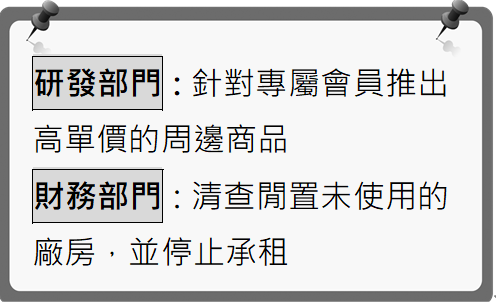 研發部門：針對專屬會員推出
高單價的周邊商品
財務部門：清查閒置未使用的
廠房，並停止承租